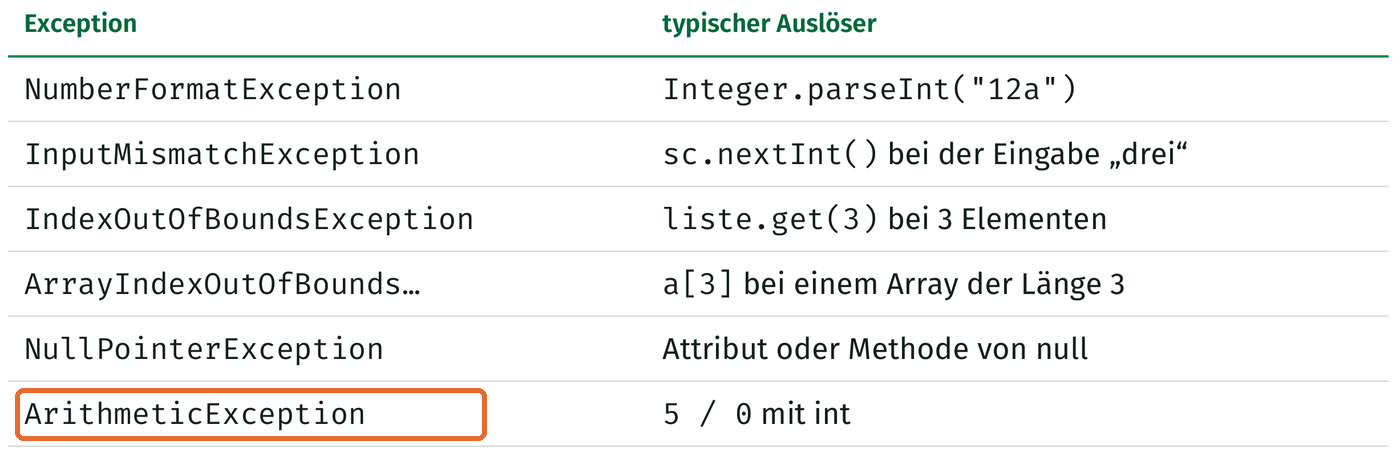 Exception typischer Auslöser
NumberFormatException Integer.parseInt("12a")
InputMismatchException sc.nextInt() bei der Eingabe „drei“
IndexOutOfBoundsException liste.get(3) bei 3 Elementen
ArrayIndexOutOfBounds… a[3] bei einem Array der Länge 3
NullPointerException Attribut oder Methode von null
ArithmeticException 5 / 0 mit int